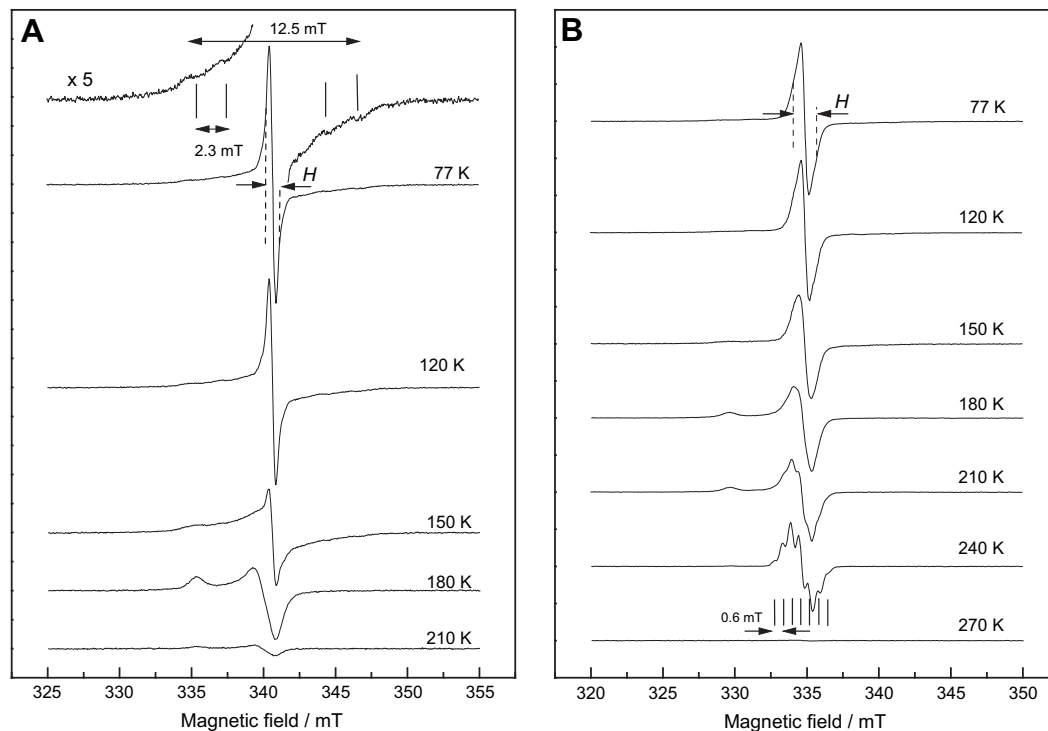 A
12.5 mT
x 5
2.3 mT
H
77 K
120 K
150 K
180 K
210 K
325 330 335 340 345 350 355
Magnetic field / mT
B
H
77 K
120 K
150 K
180 K
210 K
240 K
0.6 mT
270 K
320 325 330 335 340 345 350
Magnetic field / mT